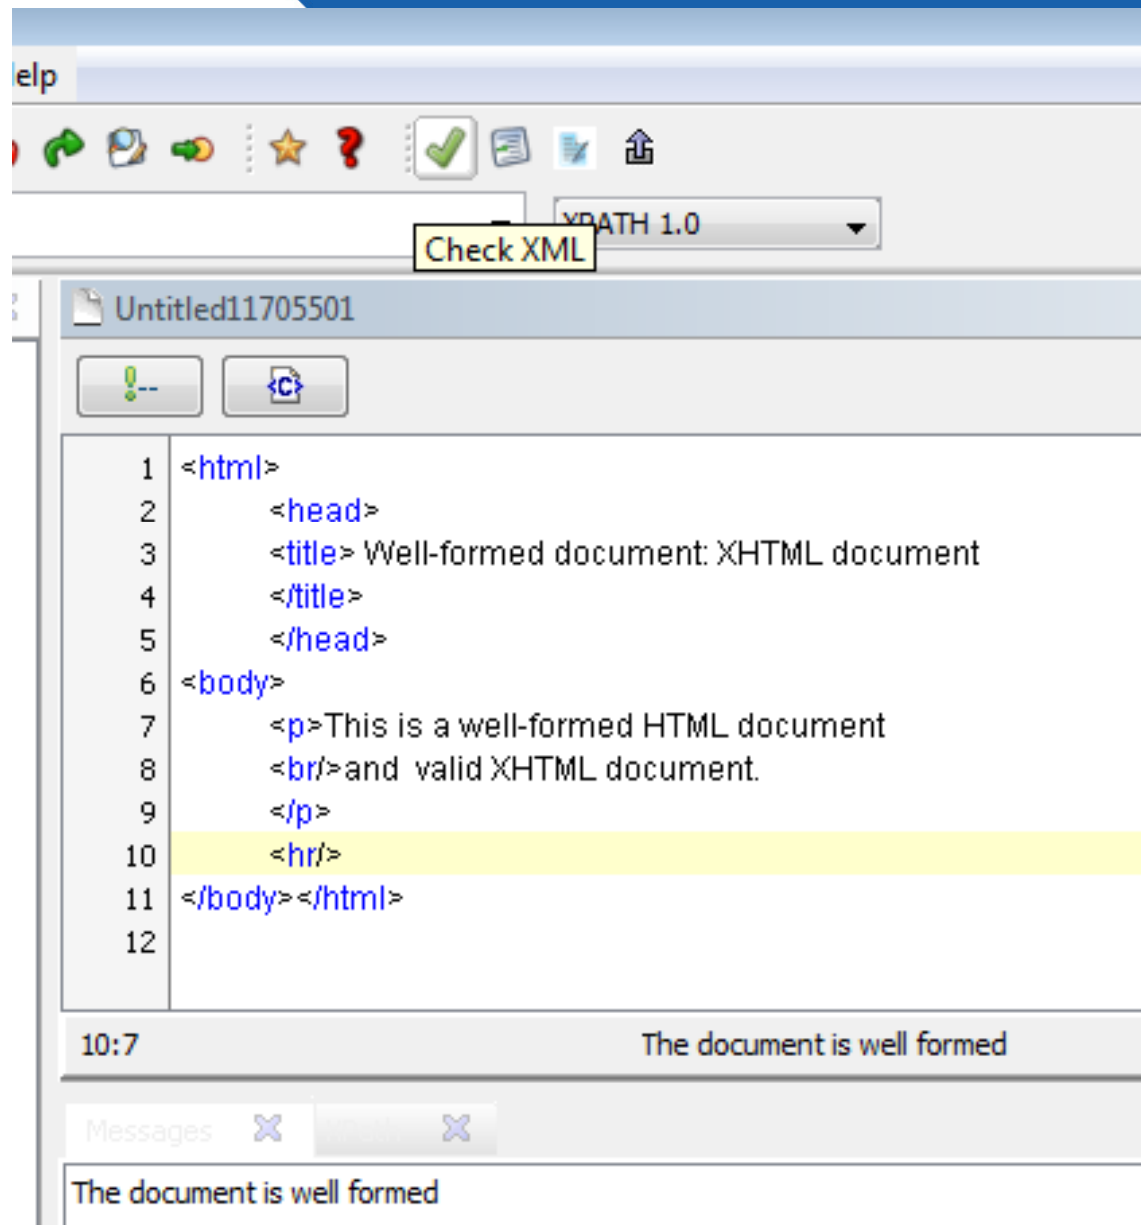 elp
XPATH 1.0
Check XML
Untitled11705501
!--
<C>
1 <html>
2 <head>
3 <title> Well-formed document: XHTML document
4 </title>
5 </head>
6 <body>
7 <p>This is a well-formed HTML document
8 <br/>and  valid XHTML document.
9 </p>
10 <hr/>
11 </body></html>
12
10:7 The document is well formed
Messages
The document is well formed